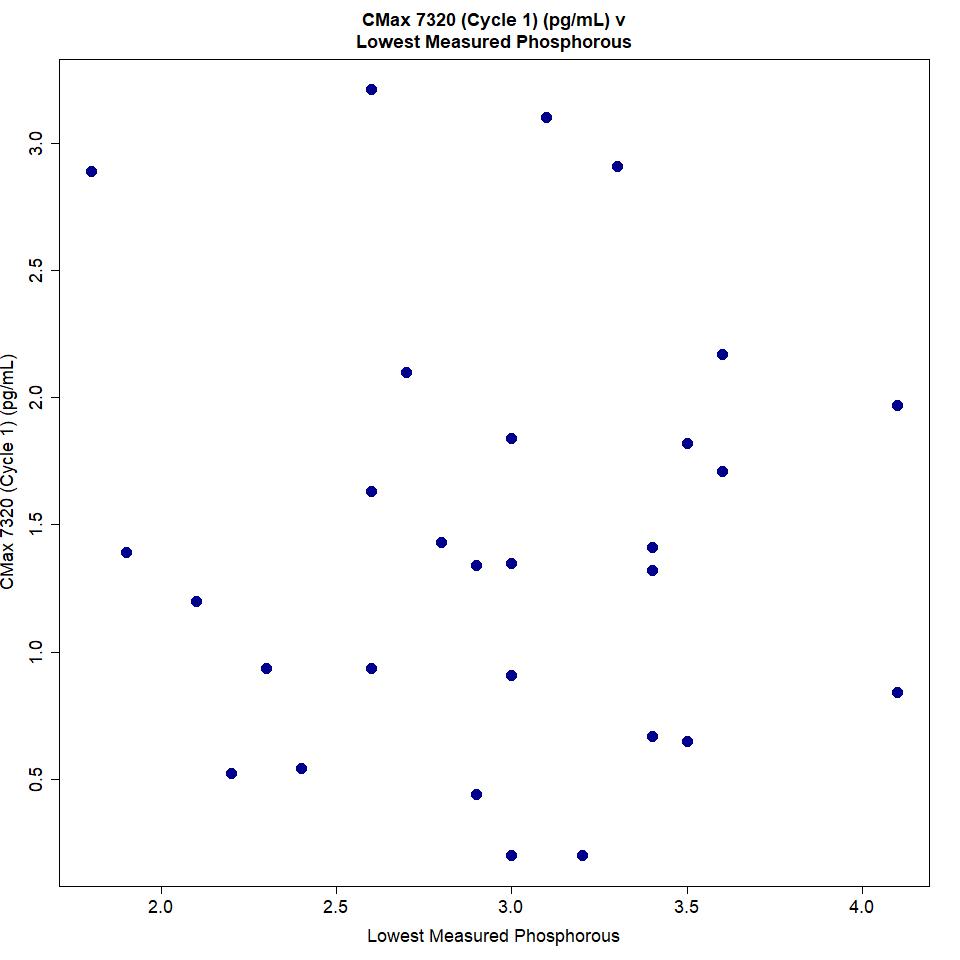 CMax 7320 (Cycle 1) (pg/mL) v
Lowest Measured Phosphorous
CMax 7320 (Cycle 1) (pg/mL)
3.0
2.5
2.0
1.5
1.0
0.5
2.0
2.5
3.0
3.5
4.0
Lowest Measured Phosphorous